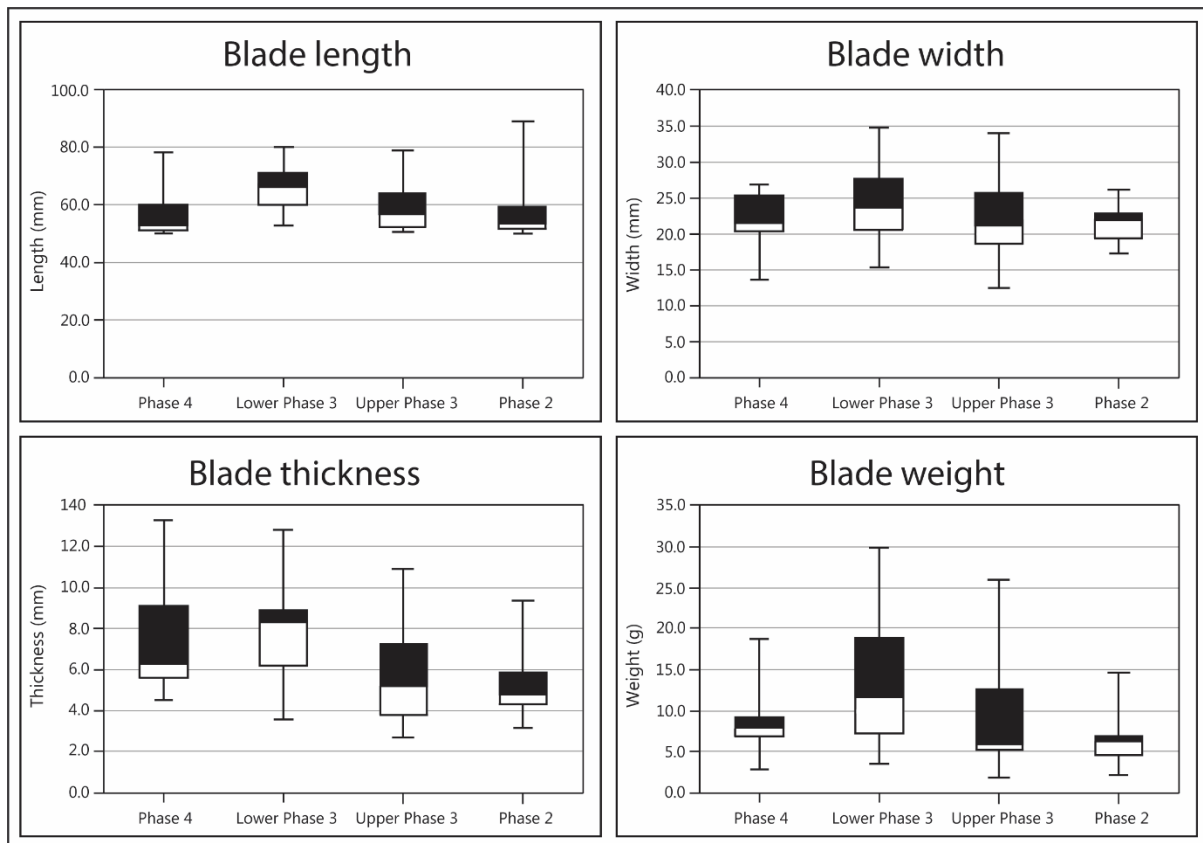 Blade length
100.0
80.0
60.0
40.0
20.0
0.0
Length (mm)
Phase 4 Lower Phase 3 Upper Phase 3 Phase 2
Blade width
40.0
35.0
30.0
25.0
20.0
15.0
10.0
5.0
0.0
Width (mm)
Phase 4 Lower Phase 3 Upper Phase 3 Phase 2
Blade thickness
140
12.0
10.0
8.0
6.0
4.0
2.0
0.0
Thickness (mm)
Phase 4 Lower Phase 3 Upper Phase 3 Phase 2
Blade weight
35.0
30.0
25.0
20.0
15.0
10.0
5.0
0.0
Weight (g)
Phase 4 Lower Phase 3 Upper Phase 3 Phase 2